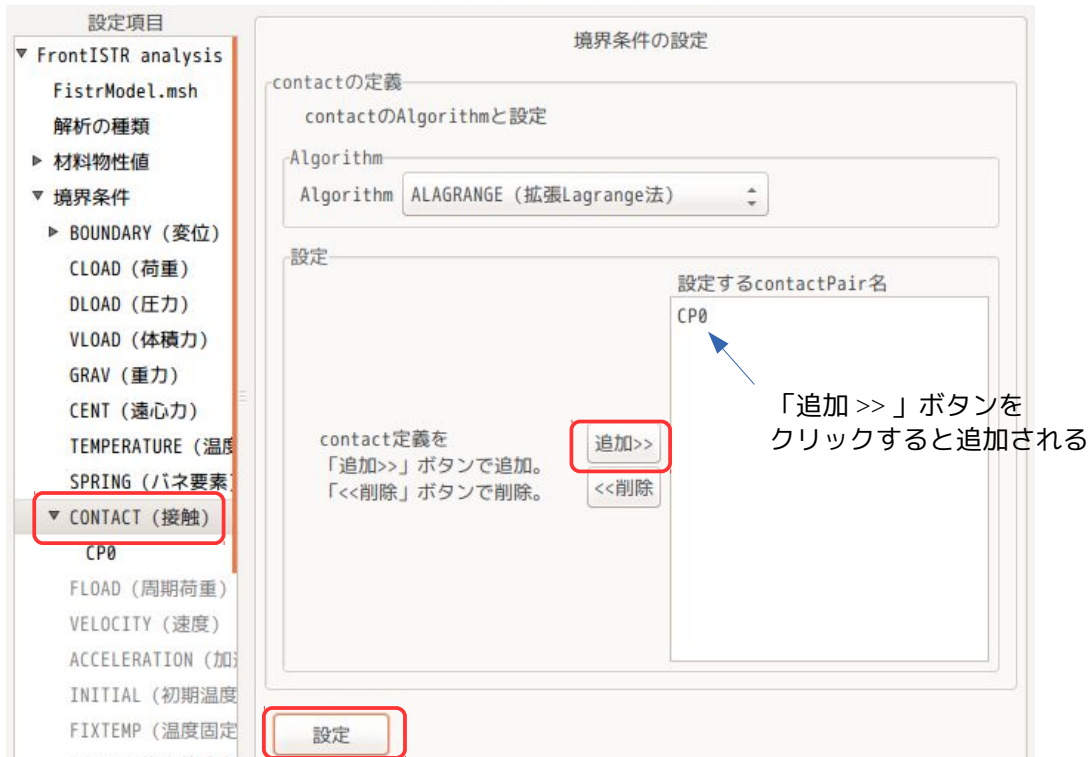 設定項目
▼ FrontISTR analysis
FistrModel.msh
解析の種類
▶ 材料物性値
▼ 境界条件
▶ BOUNDARY (変位)
CLOAD (荷重)
DLOAD (圧力)
VLOAD (体積力)
GRAV (重力)
CENT (遠心力)
TEMPERATURE (温度
SPRING (バネ要素)
▼ CONTACT (接触)
CP0
FLOAD (周期荷重)
VELOCITY (速度)
ACCELERATION (加速
INITIAL (初期温度
FIXTEMP (温度固定
境界条件の設定
contactの定義
contactのAlgorithmと設定
Algorithm
Algorithm ALAGRANGE (拡張Lagrange法)
設定
設定するcontactPair名
CP0
contact定義を
「追加>>」ボタンで追加。
「<<削除」ボタンで削除。
追加>>
<<削除
「追加 >> 」ボタンを
クリックすると追加される
設定